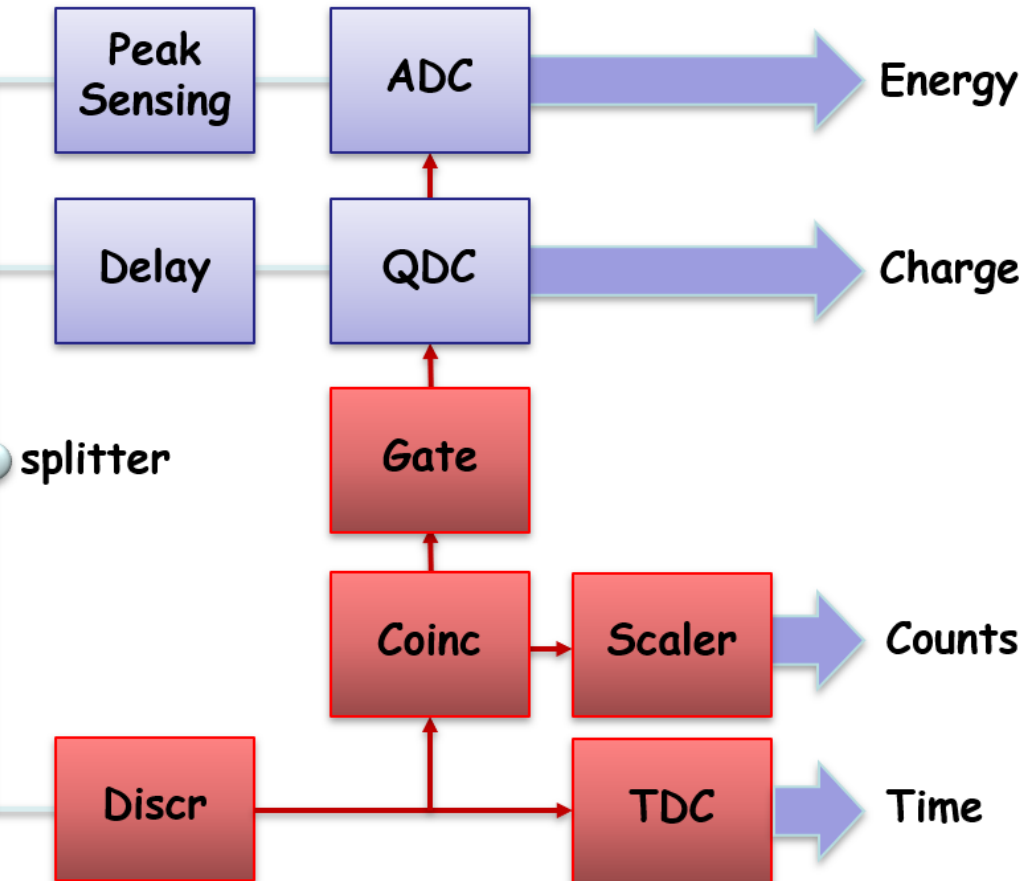 Peak
Sensing
ADC
Energy
Delay
QDC
Charge
splitter
Gate
Coinc
Scaler
Counts
Discr
TDC
Time